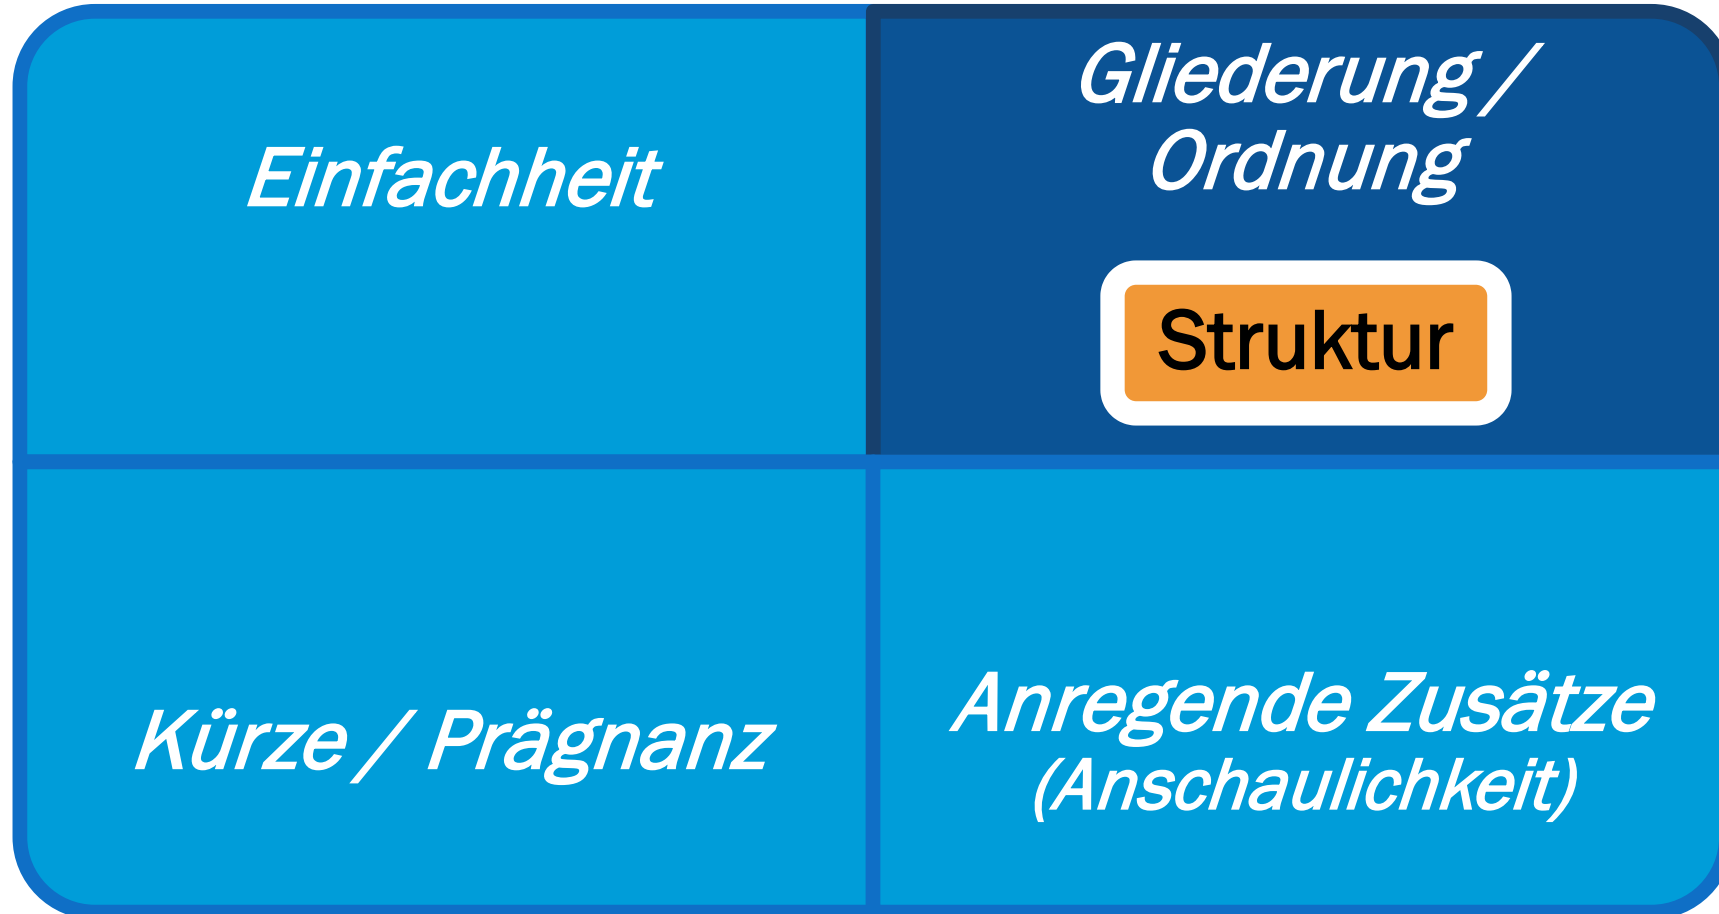 Einfachheit
Gliederung /
Ordnung
Struktur
Kürze / Prägnanz
Anregende Zusätze
(Anschaulichkeit)